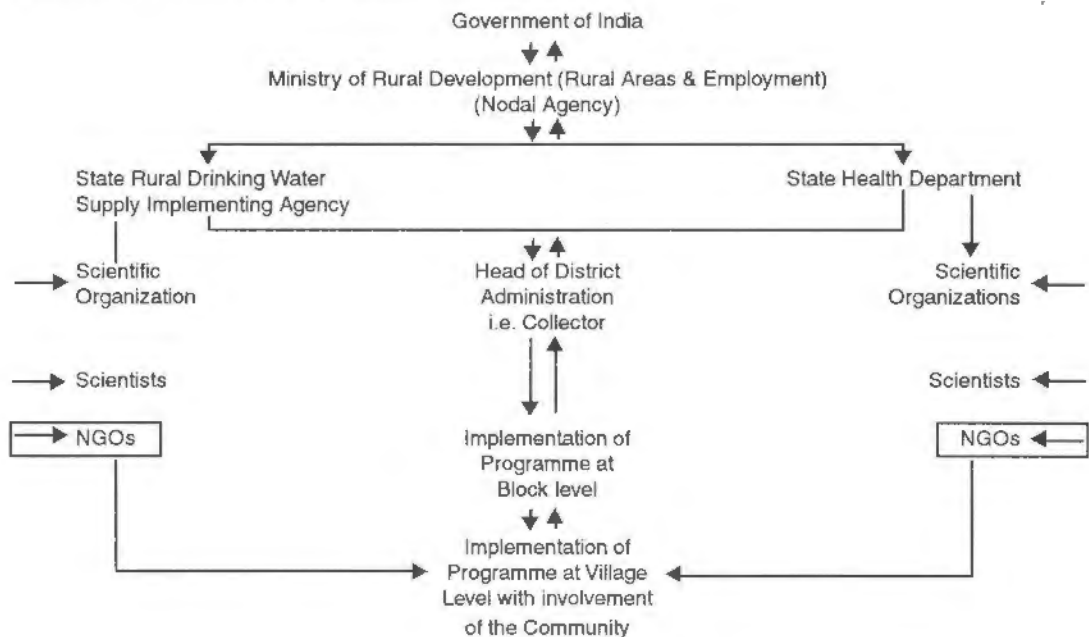 Government of India
Ministry of Rural Development (Rural Areas & Employment)
(Nodal Agency)
State Rural Drinking Water
Supply Implementing Agency
State Health Department
Scientific
Organization
Head of District
Administration
i.e. Collector
Scientific
Organizations
Scientists
Scientists
NGOs
Implementation of
Programme at
Block level
NGOs
Implementation of
Programme at Village
Level with involvement
of the Community